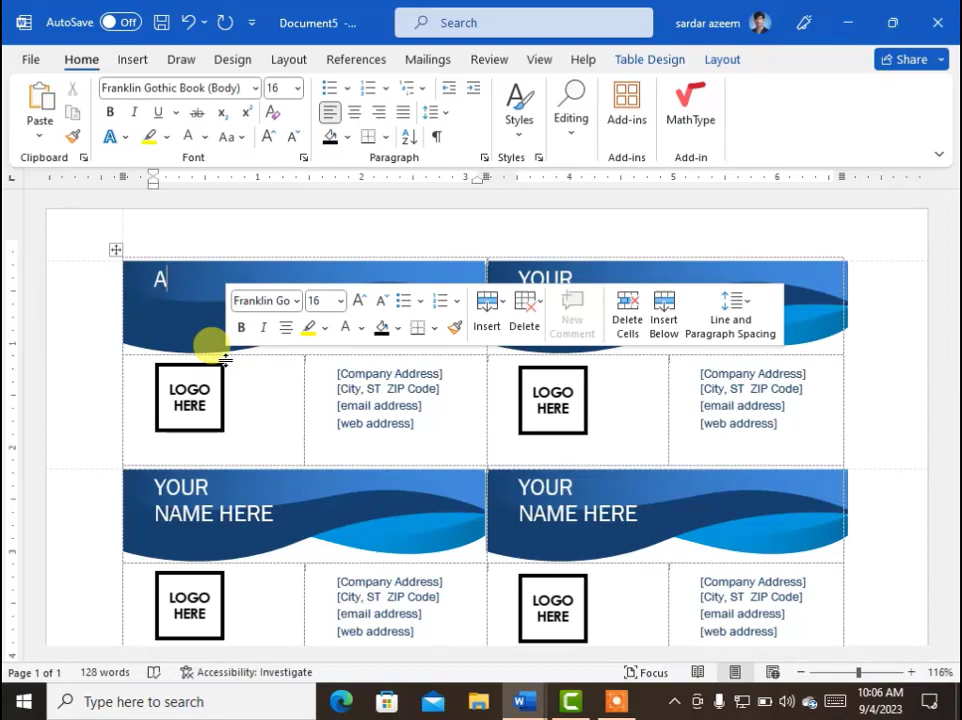 AutoSave Off Document5 -... Search sardar azeem
File Home Insert Draw Design Layout References Mailings Review View Help Table Design Layout Share
Franklin Gothic Book (Body) 16
Paste Styles Editing Add-ins MathType
Clipboard Font Paragraph Styles Add-ins Add-in
1 2 3 4 5 6
A YOUR
Franklin Go 16
Insert Delete New Comment Delete Cells Insert Below Line and Paragraph Spacing
LOGO HERE
[Company Address]
[City, ST ZIP Code]
[email address]
[web address]
LOGO HERE
[Company Address]
[City, ST ZIP Code]
[email address]
[web address]
YOUR
NAME HERE
YOUR
NAME HERE
LOGO HERE
[Company Address]
[City, ST ZIP Code]
[email address]
[web address]
LOGO HERE
[Company Address]
[City, ST ZIP Code]
[email address]
[web address]
Page 1 of 1 128 words Accessibility: Investigate Focus 116%
Type here to search 10:06 AM
9/4/2023